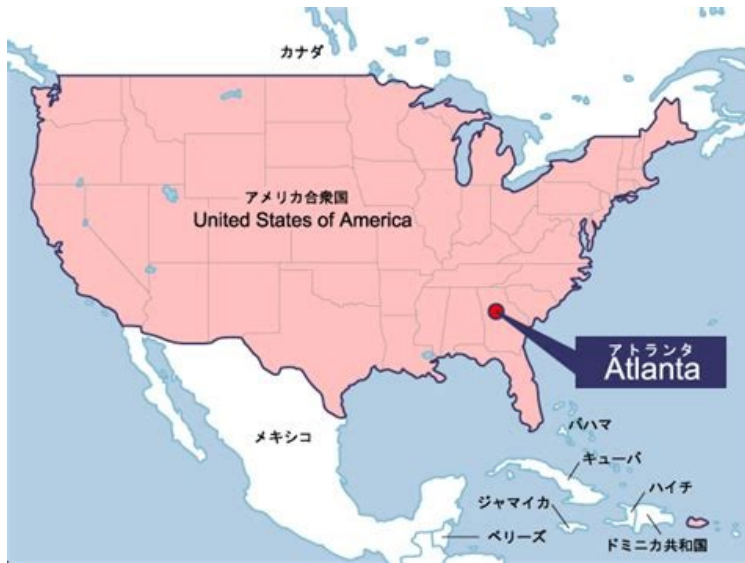 カナダ
アメリカ合衆国
United States of America
アトランタ
Atlanta
メキシコ
バハマ
キューバ
ハイチ
ジャマイカ
ベリーズ
ドミニカ共和国